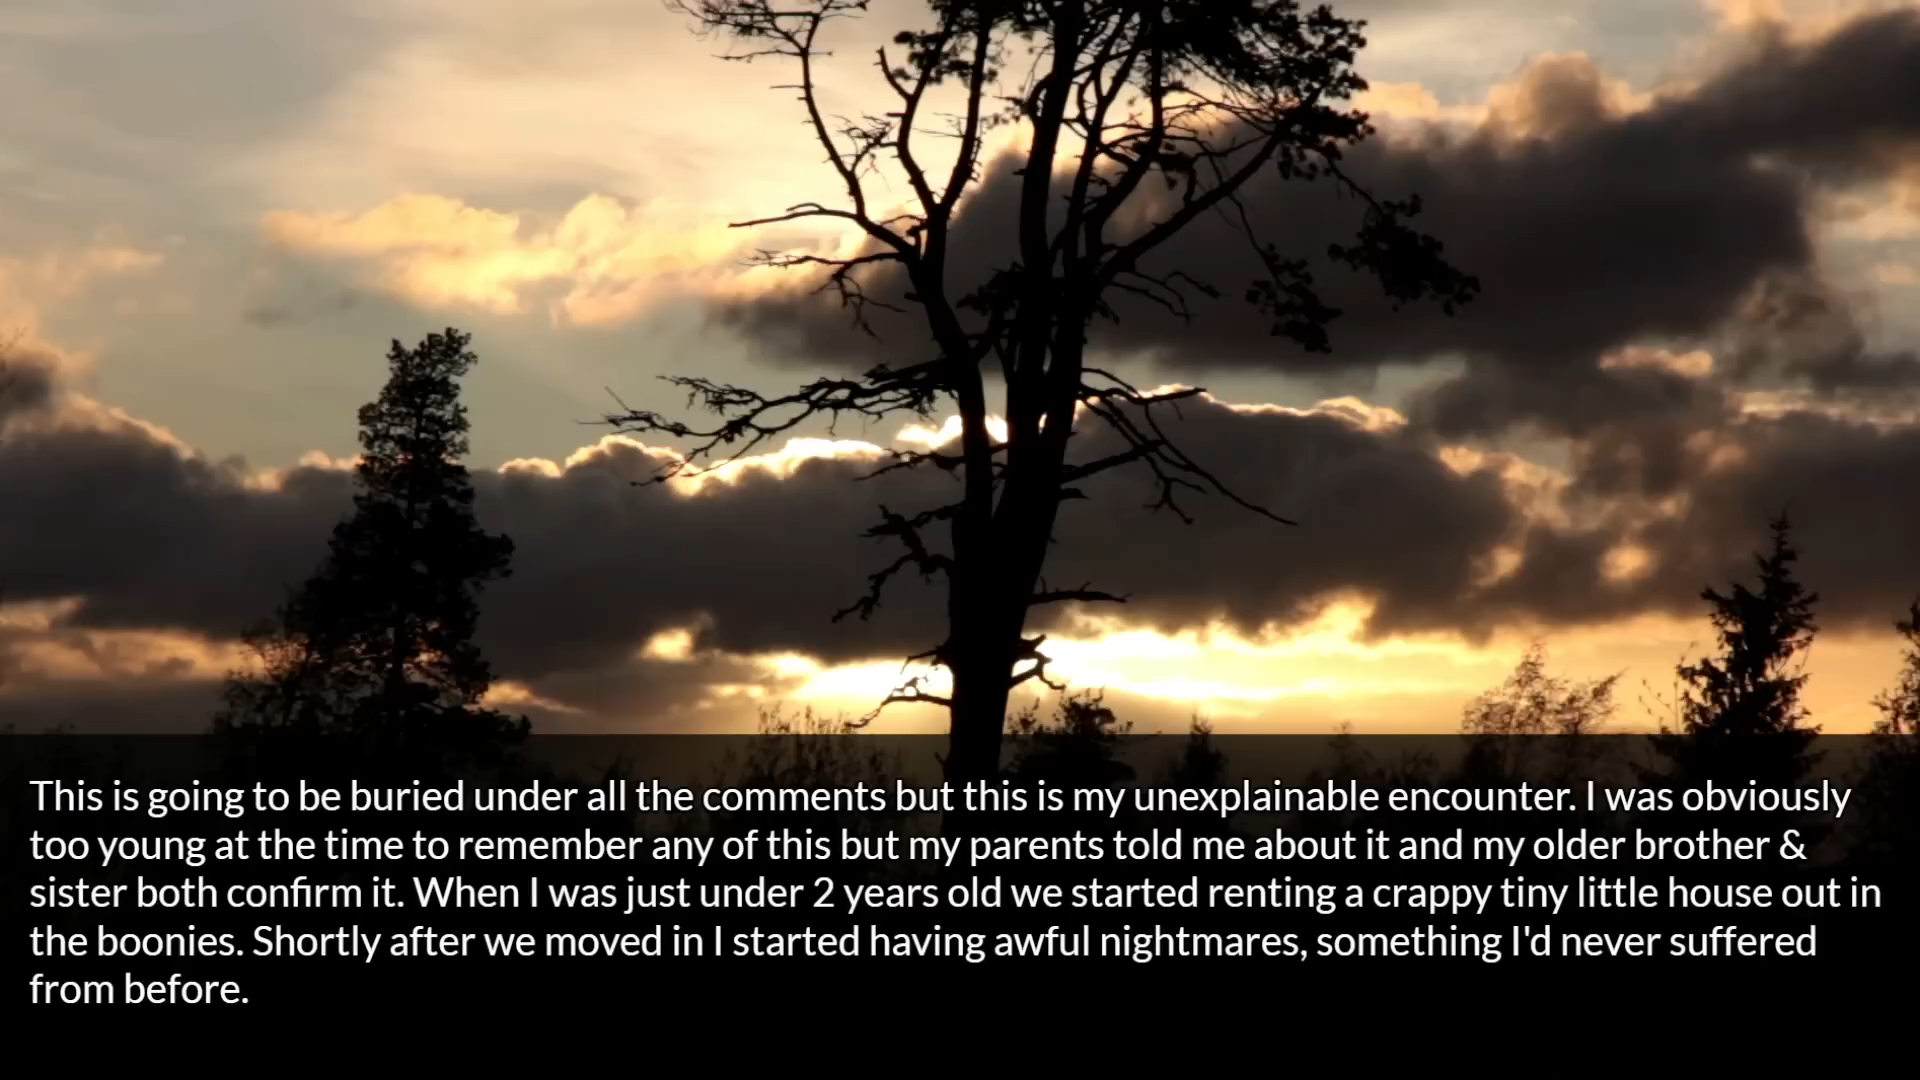 This is going to be buried under all the comments but this is my unexplainable encounter. I was obviously
too young at the time to remember any of this but my parents told me about it and my older brother &
sister both confirm it. When I was just under 2 years old we started renting a crappy tiny little house out in
the boonies. Shortly after we moved in I started having awful nightmares, something I'd never suffered
from before.